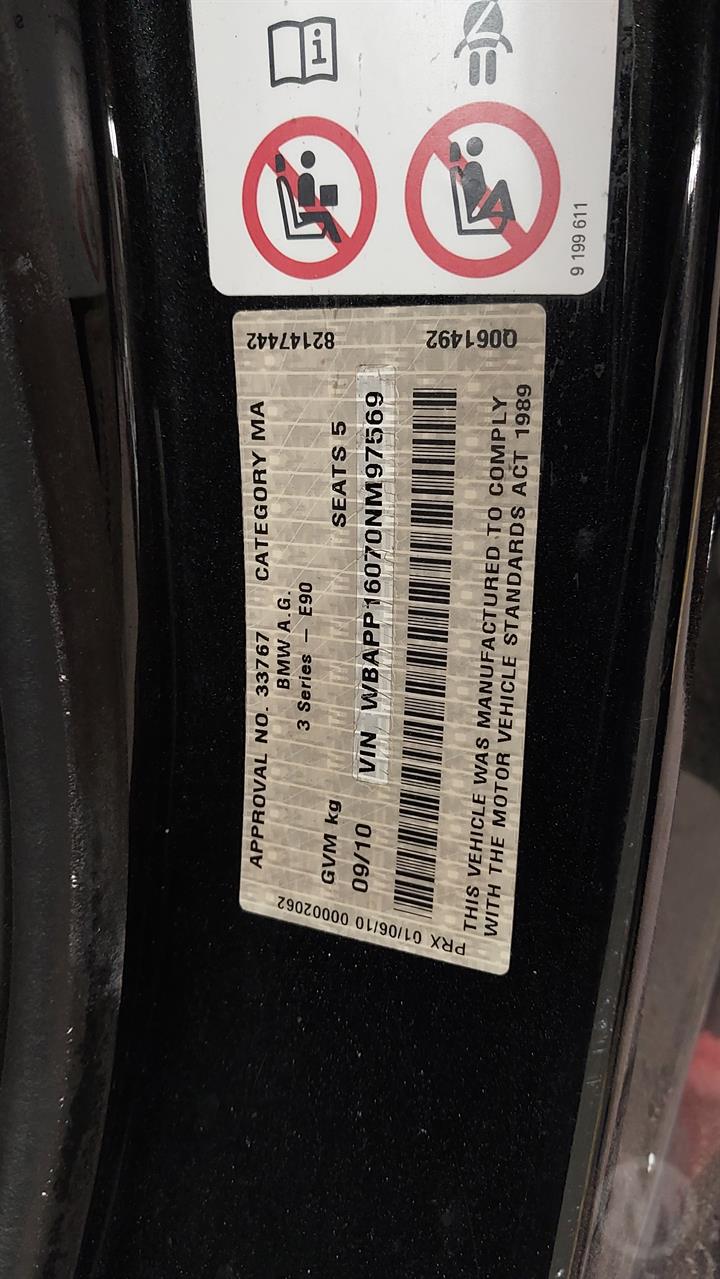 9 199 611
82147442
Q061492
APPROVAL NO. 33767 CATEGORY MA
BMW A.G.
3 Series – E90
GVM kg SEATS 5
09/10 VIN WBAPP16070NM97569
THIS VEHICLE WAS MANUFACTURED TO COMPLY
WITH THE MOTOR VEHICLE STANDARDS ACT 1989
PRX 01/06/10 00002062